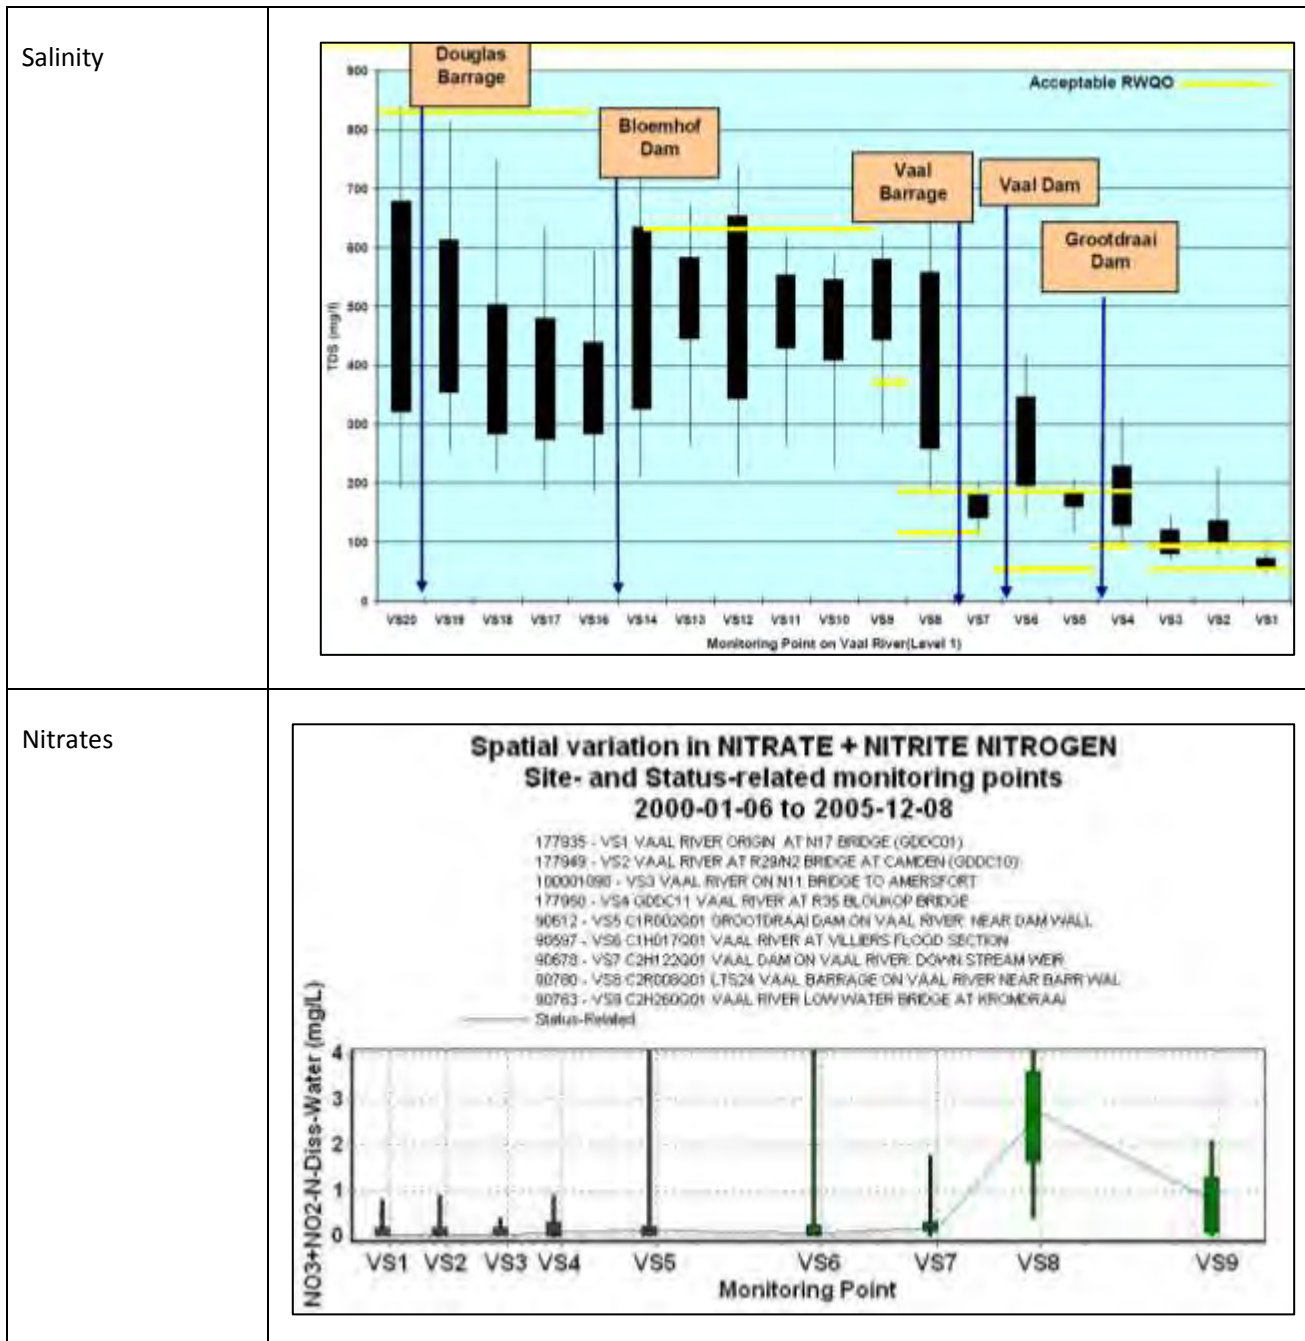 Salinity
Douglas
Barrage
900
Acceptable RWQO
800
Bloemhof
Dam
700
Vaal
Barrage
Vaal Dam
600
Grootdraai
Dam
500
TDS (mg/l)
400
300
200
100
0
VS20 VS19 VS18 VS17 VS16 VS14 VS13 VS12 VS11 VS10 VS9 VS8 VS7 VS6 VS5 VS4 VS3 VS2 VS1
Monitoring Point on Vaal River(Level 1)
Nitrates
Spatial variation in NITRATE + NITRITE NITROGEN
Site- and Status-related monitoring points
2000-01-06 to 2005-12-08
177935 - VS1 VAAL RIVER ORIGIN AT N17 BRIDGE (GDDC01)
177949 - VS2 VAAL RIVER AT R29/N2 BRIDGE AT CAMDEN (GDDC10)
100001090 - VS3 VAAL RIVER ON N11 BRIDGE TO AMERSFORT
177950 - VS4 GDDC11 VAAL RIVER AT R35 BLOUKOP BRIDGE
90612 - VS5 C1R002Q01 GROOTDRAAI DAM ON VAAL RIVER: NEAR DAM WALL
90597 - VS6 C1H017Q01 VAAL RIVER AT VILLIERS FLOOD SECTION
90678 - VS7 C2H122Q01 VAAL DAM ON VAAL RIVER: DOWN STREAM WEIR
90780 - VS8 C2R008Q01 LTS24 VAAL BARRAGE ON VAAL RIVER NEAR BARR WAL
90763 - VS9 C2H260Q01 VAAL RIVER LOW WATER BRIDGE AT KROMDRAAI
Status-Related
NO3+NO2-N-Diss-Water (mg/L)
4
3
2
1
0
VS1 VS2 VS3 VS4 VS5 VS6 VS7 VS8 VS9
Monitoring Point